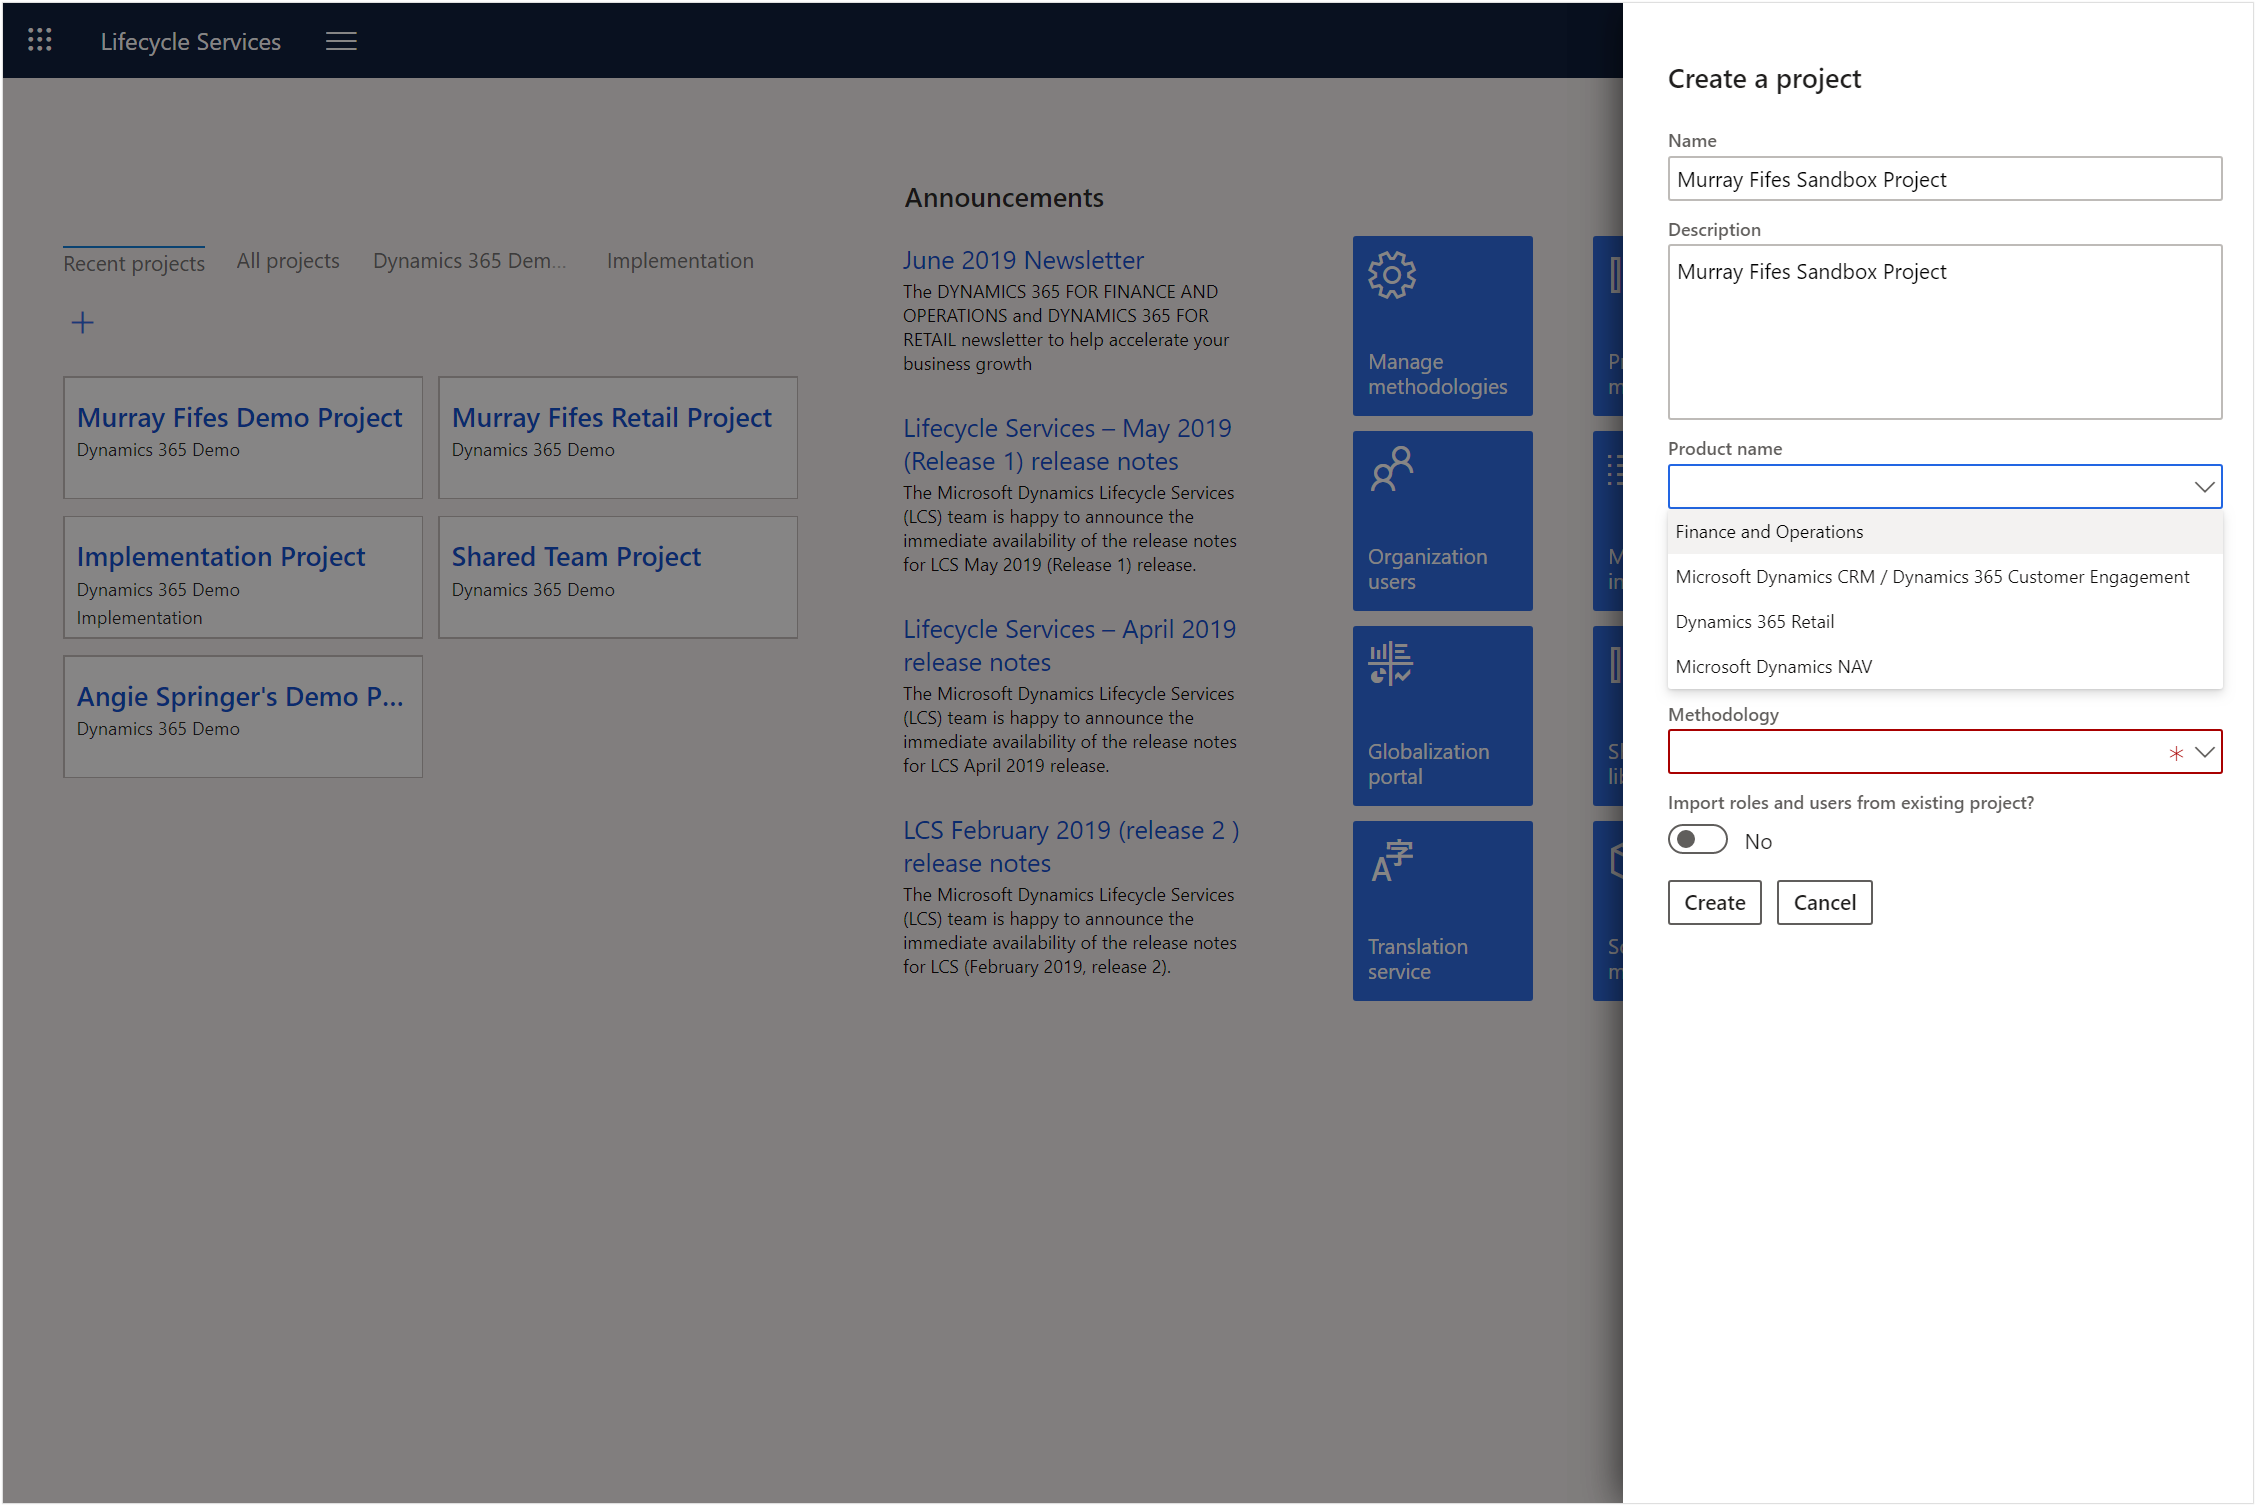 Lifecycle Services
Recent projects
All projects
Dynamics 365 Dem...
Implementation
Murray Fifes Demo Project
Dynamics 365 Demo
Murray Fifes Retail Project
Dynamics 365 Demo
Implementation Project
Dynamics 365 Demo
Implementation
Shared Team Project
Dynamics 365 Demo
Angie Springer's Demo P...
Dynamics 365 Demo
Announcements
June 2019 Newsletter
The DYNAMICS 365 FOR FINANCE AND
OPERATIONS and DYNAMICS 365 FOR
RETAIL newsletter to help accelerate your
business growth
Lifecycle Services – May 2019
(Release 1) release notes
The Microsoft Dynamics Lifecycle Services
(LCS) team is happy to announce the
immediate availability of the release notes
for LCS May 2019 (Release 1) release.
Lifecycle Services – April 2019
release notes
The Microsoft Dynamics Lifecycle Services
(LCS) team is happy to announce the
immediate availability of the release notes
for LCS April 2019 release.
LCS February 2019 (release 2 )
release notes
The Microsoft Dynamics Lifecycle Services
(LCS) team is happy to announce the
immediate availability of the release notes
for LCS (February 2019, release 2).
Manage
methodologies
Organization
users
Globalization
portal
A字
Translation
service
Create a project
Name
Murray Fifes Sandbox Project
Description
Murray Fifes Sandbox Project
Product name
Finance and Operations
Microsoft Dynamics CRM / Dynamics 365 Customer Engagement
Dynamics 365 Retail
Microsoft Dynamics NAV
Methodology
*
Import roles and users from existing project?
No
Create
Cancel